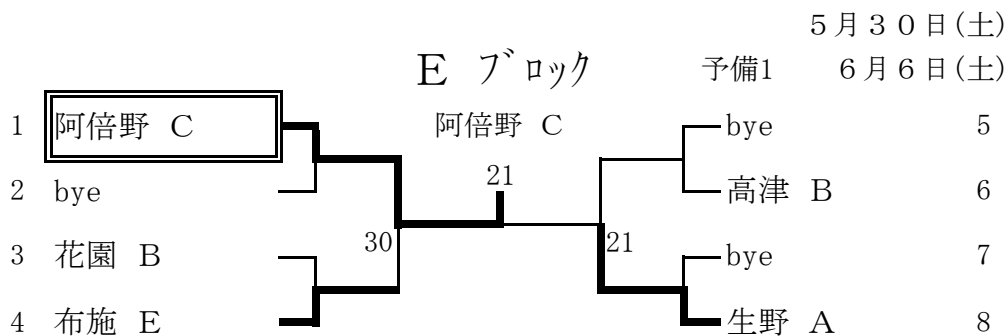 5月30日(土)
E ブロック 予備1 6月6日(土)
1 阿倍野 C 阿倍野 C bye 5
2 bye 21 高津 B 6
30 21
3 花園 B bye 7
4 布施 E 生野 A 8